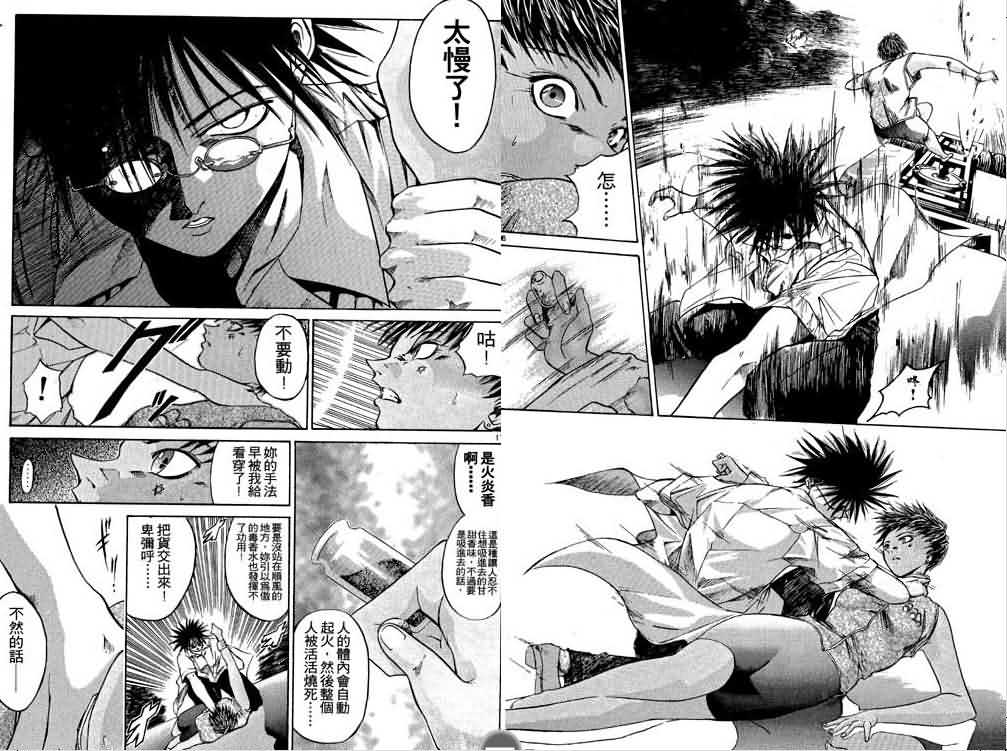 咚！
怎……
6
太慢了！
咕！
不要動！
！
17
是火炎香
啊……
這是種讓人忍不
住想吸進去的甘
甜香味，不過要
是吸進去的話，
人的體內會自動
起火，然後整個
人被活活燒死……
妳的手法
早被我給
看穿了！
……
要是沒站在順風的
地方，妳引以為傲
的毒香水也發揮不
了功用！
把貨交出來！
卑彌呼……
不然的話——